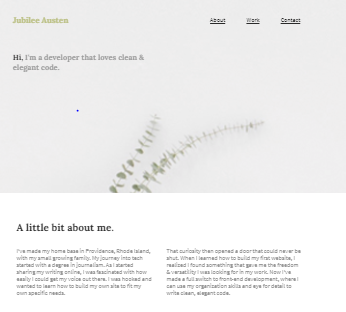 Jubilee Austen
About Work Contact
Hi, I'm a developer that loves clean &
elegant code.
A little bit about me.
I've made my home base in Providence, Rhode Island,
with my small growing family. My journey into tech
started with a degree in journalism. As I started
sharing my writing online, I was fascinated with how
easily I could get my voice out there. I was hooked and
wanted to learn how to build my own site to fit my
own specific needs.
That curiosity then opened a door that could never be
shut. When I learned how to build my first website, I
realized I found something that gave me the freedom
& versatility I was looking for in my work. Now I've
made a full switch to front-end development, where I
can use my organization skills and eye for detail to
write clean, elegant code.